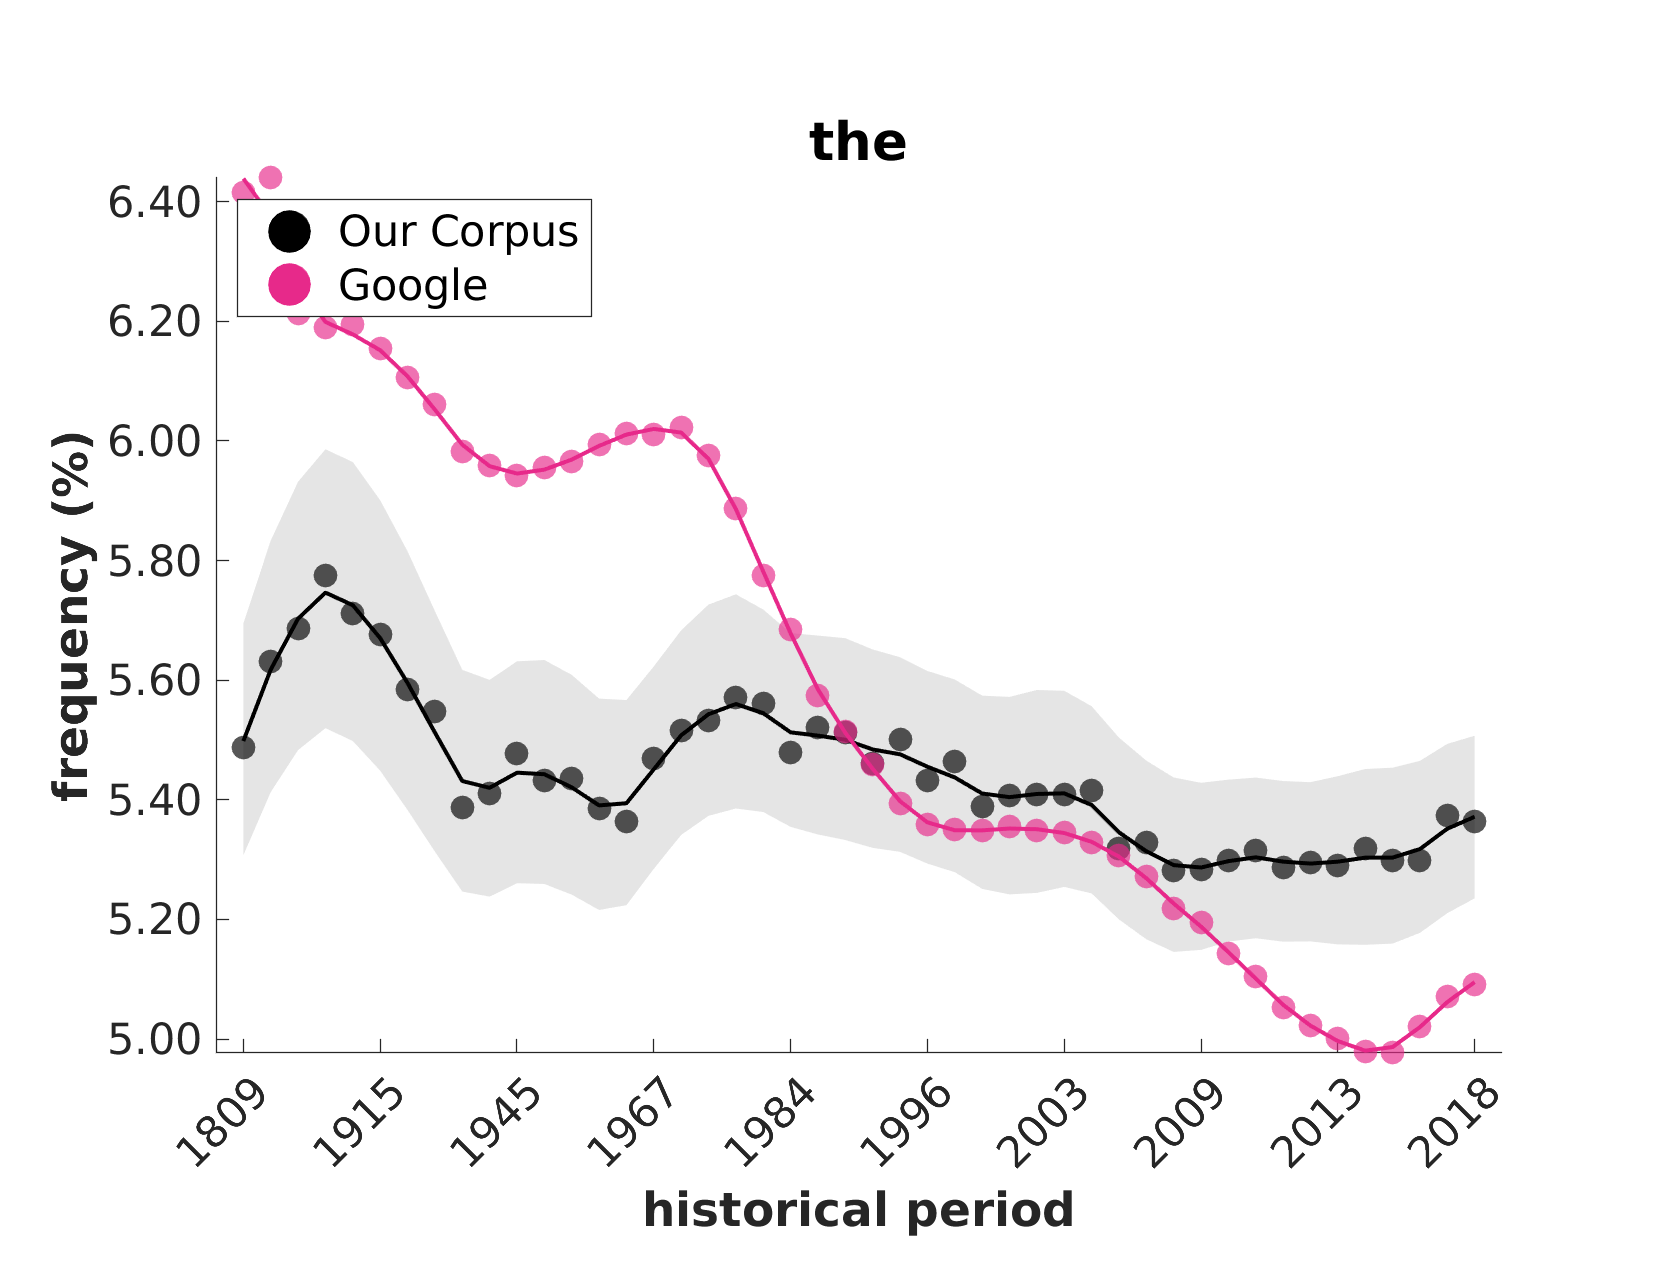 the
Our Corpus
Google
6.40
6.20
6.00
5.80
5.60
5.40
5.20
5.00
frequency (%)
1809 1915 1945 1967 1984 1996 2003 2009 2013 2018
historical period